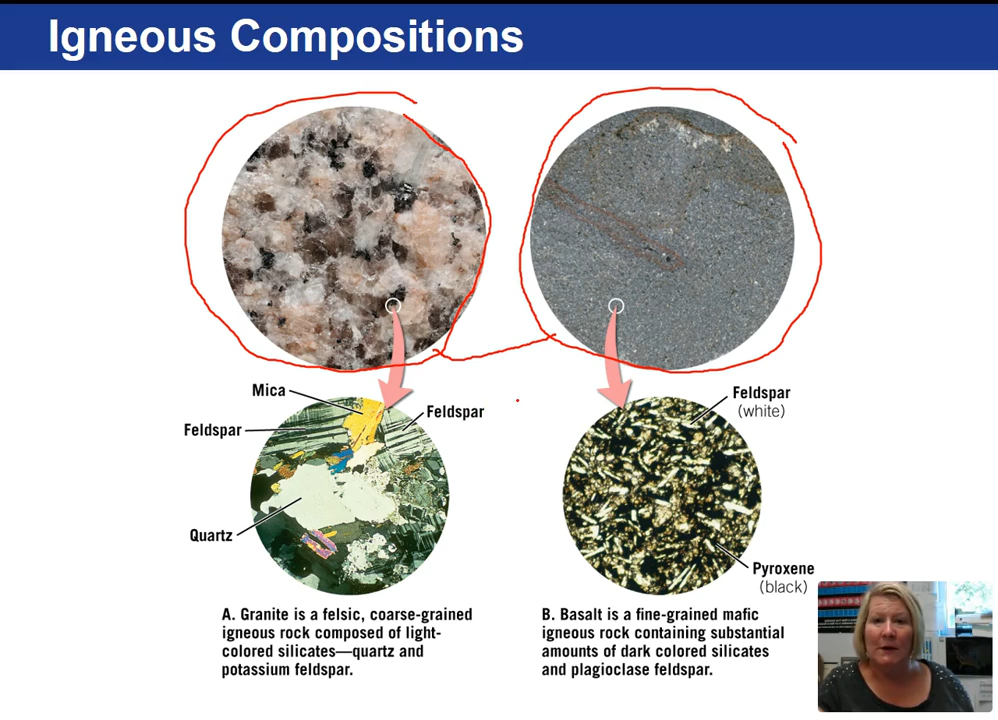 Igneous Compositions
Mica
Feldspar
Feldspar
Quartz
Feldspar
(white)
Pyroxene
(black)
A. Granite is a felsic, coarse-grained
igneous rock composed of light-
colored silicates—quartz and
potassium feldspar.
B. Basalt is a fine-grained mafic
igneous rock containing substantial
amounts of dark colored silicates
and plagioclase feldspar.